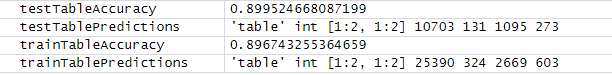 testTableAccuracy 0.899524668087199
testTablePredictions 'table' int [1:2, 1:2] 10703 131 1095 273
trainTableAccuracy 0.896743255364659
trainTablePredictions 'table' int [1:2, 1:2] 25390 324 2669 603